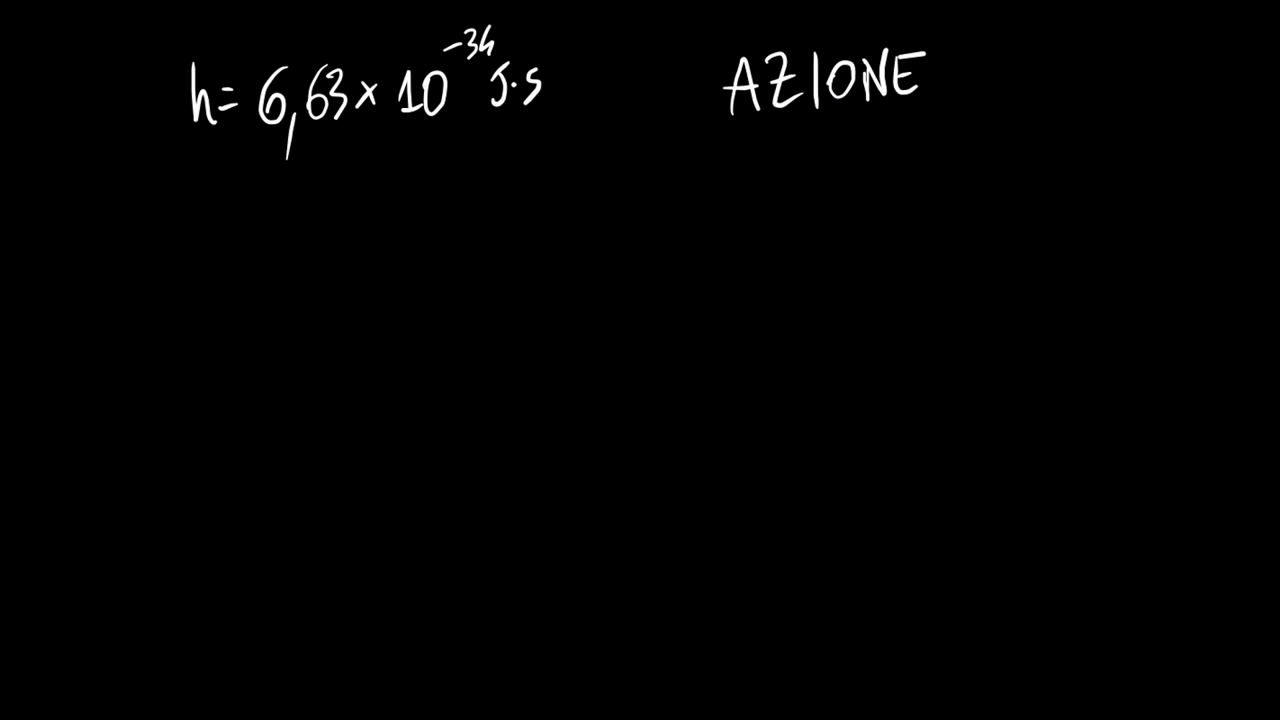 h= 6,63 × 10⁻³⁴ J·s AZIONE